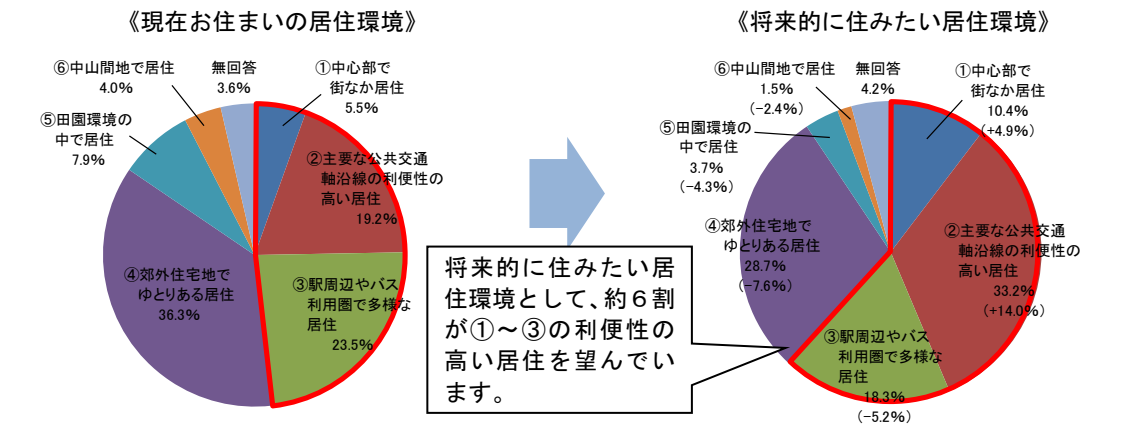 《現在お住まいの居住環境》
⑥中山間地で居住
4.0%
無回答
3.6%
①中心部で
街なか居住
5.5%
⑤田園環境の
中で居住
7.9%
②主要な公共交通
軸沿線の利便性の
高い居住
19.2%
④郊外住宅地で
ゆとりある居住
36.3%
③駅周辺やバス
利用圏で多様な
居住
23.5%
将来的に住みたい居
住環境として、約６割
が①～③の利便性の
高い居住を望んでい
ます。
《将来的に住みたい居住環境》
⑥中山間地で居住
1.5%
(−2.4%)
無回答
4.2%
①中心部で
街なか居住
10.4%
(+4.9%)
⑤田園環境の
中で居住
3.7%
(−4.3%)
②主要な公共交通
軸沿線の利便性の
高い居住
33.2%
(+14.0%)
④郊外住宅地で
ゆとりある居住
28.7%
(−7.6%)
③駅周辺やバス
利用圏で多様な
居住
18.3%
(−5.2%)